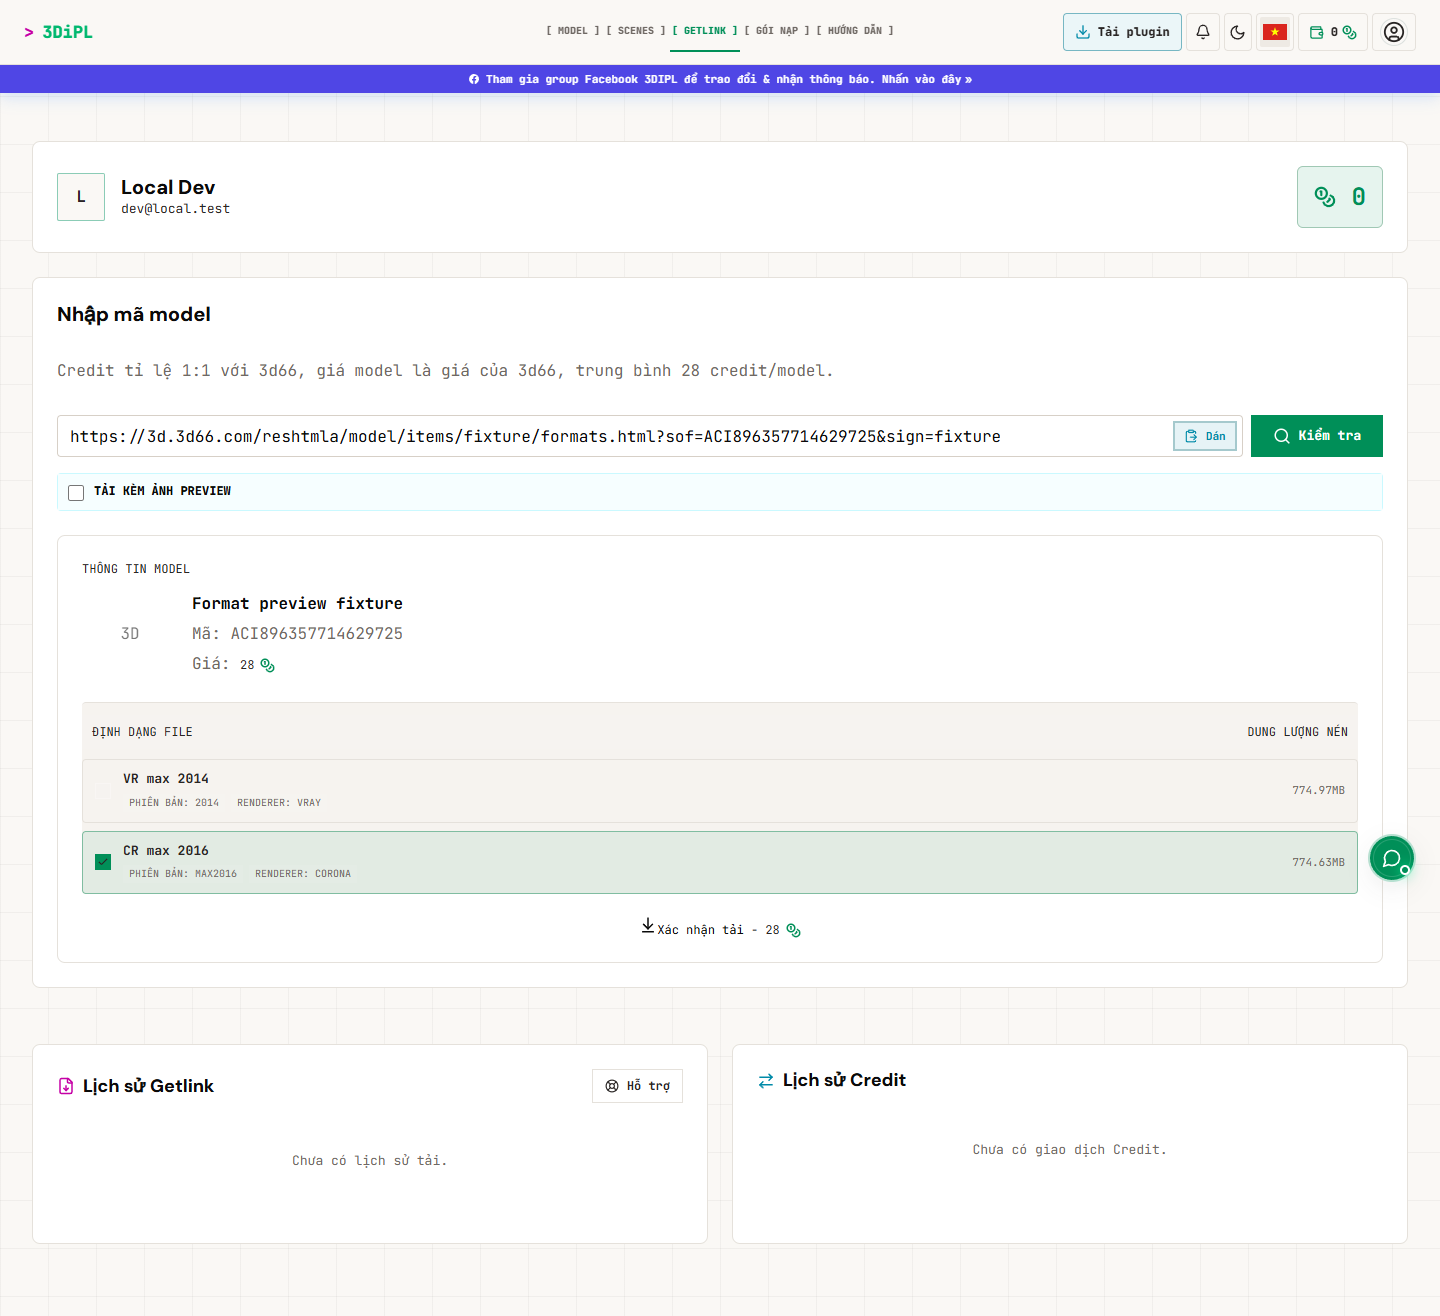 > 3DiPL
[ MODEL ] [ SCENES ] [ GETLINK ] [ GÓI NẠP ] [ HƯỚNG DẪN ]
Tải plugin
0
Tham gia group Facebook 3DIPL để trao đổi & nhận thông báo. Nhấn vào đây »
L
Local Dev
dev@local.test
0
Nhập mã model
Credit tỉ lệ 1:1 với 3d66, giá model là giá của 3d66, trung bình 28 credit/model.
https://3d.3d66.com/reshtmla/model/items/fixture/formats.html?sof=ACI896357714629725&sign=fixture
Dán
Kiểm tra
TẢI KÈM ẢNH PREVIEW
THÔNG TIN MODEL
3D
Format preview fixture
Mã: ACI896357714629725
Giá: 28
ĐỊNH DẠNG FILE
DUNG LƯỢNG NÉN
VR max 2014
PHIÊN BẢN: 2014 RENDERER: VRAY
774.97MB
CR max 2016
PHIÊN BẢN: MAX2016 RENDERER: CORONA
774.63MB
Xác nhận tải - 28
Lịch sử Getlink
Hỗ trợ
Chưa có lịch sử tải.
Lịch sử Credit
Chưa có giao dịch Credit.